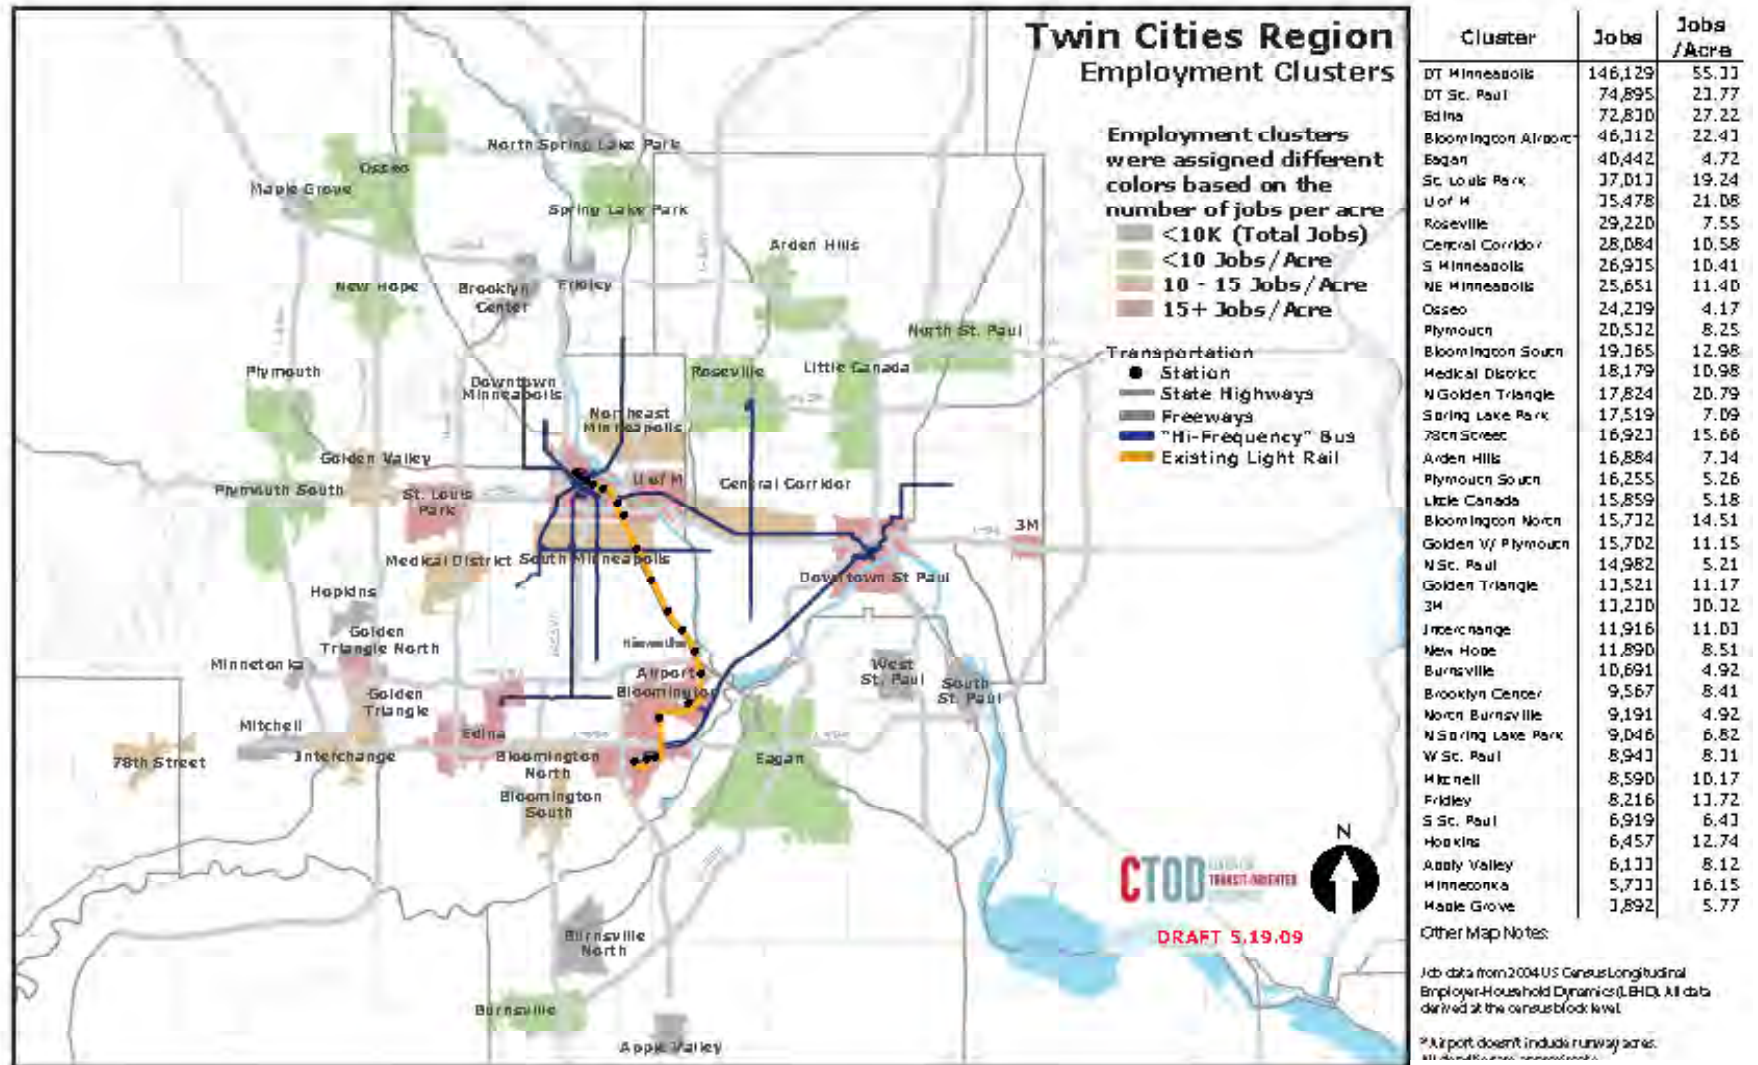 Twin Cities Region
Employment Clusters
Employment clusters
were assigned different
colors based on the
number of jobs per acre
<10K (Total Jobs)
<10 Jobs/Acre
10 - 15 Jobs/Acre
15+ Jobs/Acre
Transportation
Station
State Highways
Freeways
"Hi-Frequency" Bus
Existing Light Rail
North Spring Lake Park
Osseo
Maple Grove
Spring Lake Park
Arden Hills
New Hope
Brooklyn
Center
Fridley
North St. Paul
Plymouth
Downtown
Minneapolis
Roseville
Little Canada
Northeast
Minneapolis
Golden Valley
Plymouth South
St. Louis
Park
U of M
Central Corridor
3M
Medical District
South Minneapolis
Downtown St Paul
Hopkins
Golden
Triangle North
Hiawatha
Minnetonka
Airport
Bloomington
West
St. Paul
South
St. Paul
Golden
Triangle
Mitchell
Edina
78th Street
Interchange
Bloomington
North
Eagan
Bloomington
South
Burnsville
North
Burnsville
Apple Valley
N
CTOD
TRANSIT-ORIENTED
DRAFT 5.19.09
Cluster Jobs Jobs
/Acre
DT Minneapolis 146,129 55.33
DT St. Paul 74,895 23.77
Edina 72,830 27.22
Bloomington Airport* 46,312 22.43
Eagan 40,442 4.72
St. Louis Park 37,013 19.24
U of M 35,478 21.08
Roseville 29,220 7.55
Central Corridor 28,084 10.58
S Minneapolis 26,935 10.41
NE Minneapolis 25,651 11.40
Osseo 24,239 4.17
Plymouth 20,532 8.25
Bloomington South 19,365 12.98
Medical District 18,179 10.98
N Golden Triangle 17,824 20.79
Spring Lake Park 17,519 7.09
78th Street 16,923 15.66
Arden Hills 16,884 7.34
Plymouth South 16,255 5.26
Little Canada 15,859 5.18
Bloomington North 15,732 14.51
Golden V/ Plymouth 15,702 11.15
N St. Paul 14,982 5.21
Golden Triangle 13,521 11.17
3M 13,230 30.32
Interchange 11,916 11.03
New Hope 11,890 8.51
Burnsville 10,691 4.92
Brooklyn Center 9,567 8.41
North Burnsville 9,191 4.92
N Spring Lake Park 9,046 6.82
W St. Paul 8,943 8.31
Mitchell 8,590 10.17
Fridley 8,216 13.72
S St. Paul 6,919 6.43
Hopkins 6,457 12.74
Apply Valley 6,133 8.12
Minnetonka 5,733 16.15
Maple Grove 3,892 5.77
Other Map Notes:
Job data from 2004 US Census Longitudinal
Employer-Household Dynamics (LEHD). All data
derived at the census block level.
*Airport doesn't include runway acres.